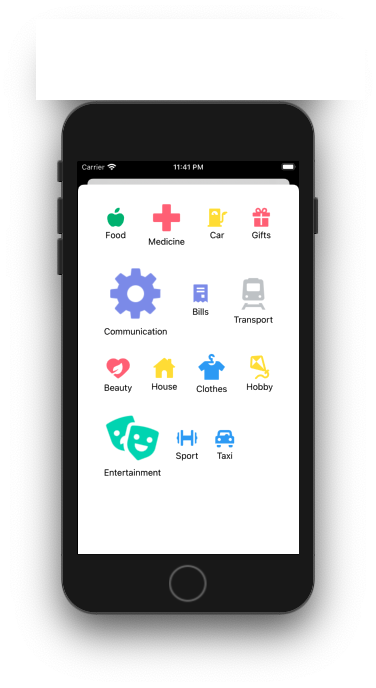 Carrier 11:41 PM
Food Medicine Car Gifts
Communication Bills Transport
Beauty House Clothes Hobby
Entertainment Sport Taxi